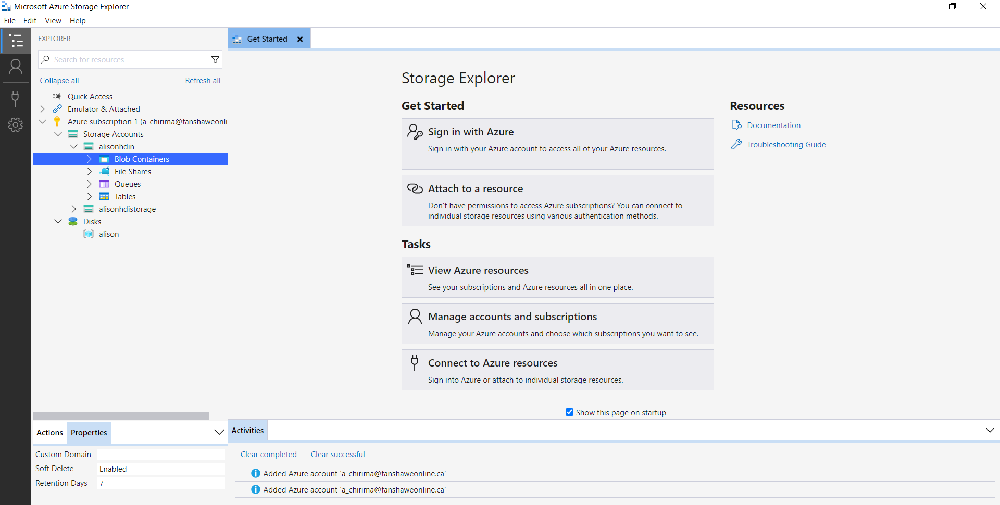 Microsoft Azure Storage Explorer
File Edit View Help
EXPLORER
Search for resources
Collapse all Refresh all
Quick Access
Emulator & Attached
Azure subscription 1 (a_chirima@fanshaweonli
Storage Accounts
alisonhdin
Blob Containers
File Shares
Queues
Tables
alisonhdistorage
Disks
alison
Actions Properties
Custom Domain
Soft Delete Enabled
Retention Days 7
Get Started
Storage Explorer
Get Started
Sign in with Azure
Sign in with your Azure account to access all of your Azure resources.
Attach to a resource
Don't have permissions to access Azure subscriptions? You can connect to
individual storage resources using various authentication methods.
Tasks
View Azure resources
See your subscriptions and Azure resources all in one place.
Manage accounts and subscriptions
Manage your Azure accounts and choose which subscriptions you want to see.
Connect to Azure resources
Sign into Azure or attach to individual storage resources.
Show this page on startup
Resources
Documentation
Troubleshooting Guide
Activities
Clear completed Clear successful
Added Azure account 'a_chirima@fanshaweonline.ca'
Added Azure account 'a_chirima@fanshaweonline.ca'